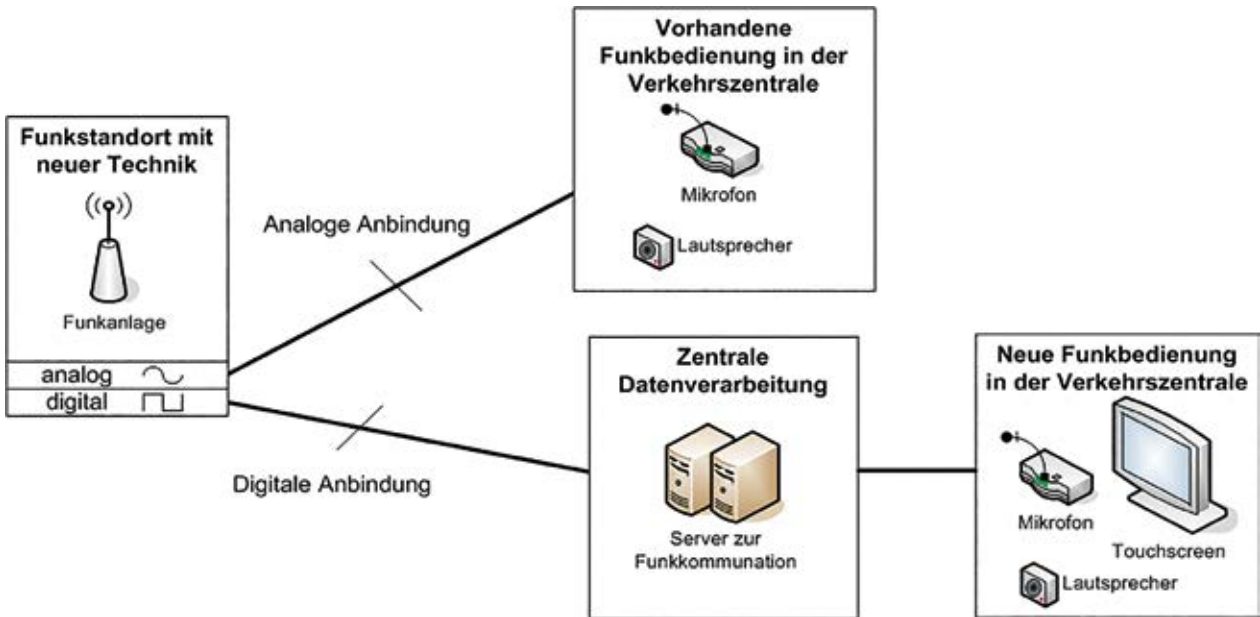 Funkstandort mit
neuer Technik
Funkanlage
analog
digital
Analoge Anbindung
Digitale Anbindung
Vorhandene
Funkbedienung in der
Verkehrszentrale
Mikrofon
Lautsprecher
Zentrale
Datenverarbeitung
Server zur
Funkkommunation
Neue Funkbedienung
in der Verkehrszentrale
Mikrofon
Touchscreen
Lautsprecher